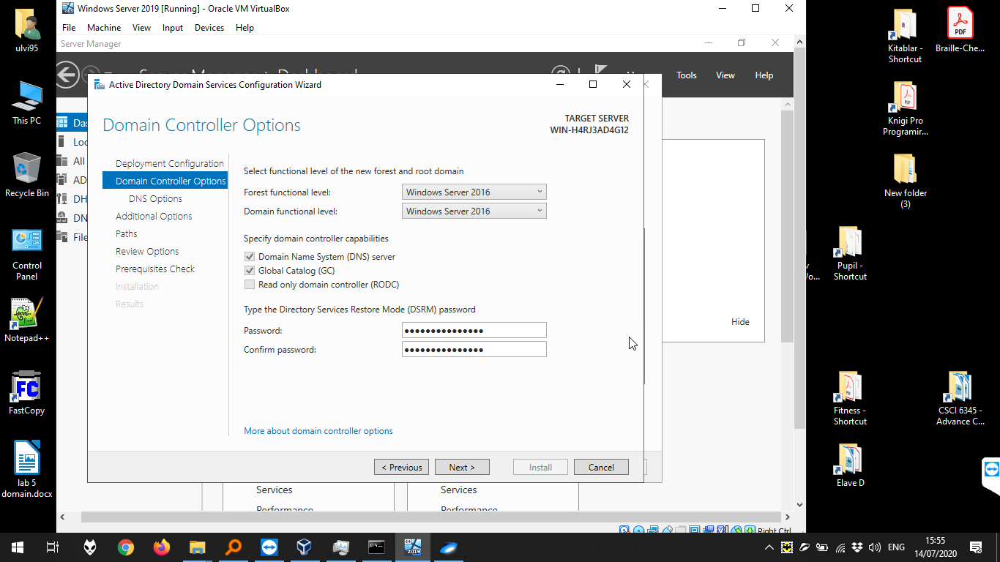 Windows Server 2019 [Running] - Oracle VM VirtualBox
File Machine View Input Devices Help
Server Manager
Tools View Help
Active Directory Domain Services Configuration Wizard
Domain Controller Options
TARGET SERVER
WIN-H4RJ3AD4G12
Deployment Configuration
Domain Controller Options
DNS Options
Additional Options
Paths
Review Options
Prerequisites Check
Installation
Results
Select functional level of the new forest and root domain
Forest functional level: Windows Server 2016
Domain functional level: Windows Server 2016
Specify domain controller capabilities
Domain Name System (DNS) server
Global Catalog (GC)
Read only domain controller (RODC)
Type the Directory Services Restore Mode (DSRM) password
Password: ●●●●●●●●●●●●●●●
Confirm password: ●●●●●●●●●●●●●●●
More about domain controller options
< Previous Next > Install Cancel
Das
Loc
All
AD
DH
DN
File
Hide
Services Services
Performance Performance
Right Ctrl
ulvi95
This PC
Recycle Bin
Control
Panel
Notepad++
FastCopy
lab 5
domain.docx
Kitablar -
Shortcut
Braille-Che...
Knigi Pro
Programir...
New folder
(3)
Pupil -
Shortcut
Fitness -
Shortcut
CSCI 6345 -
Advance C...
Elave D
ENG
15:55
14/07/2020